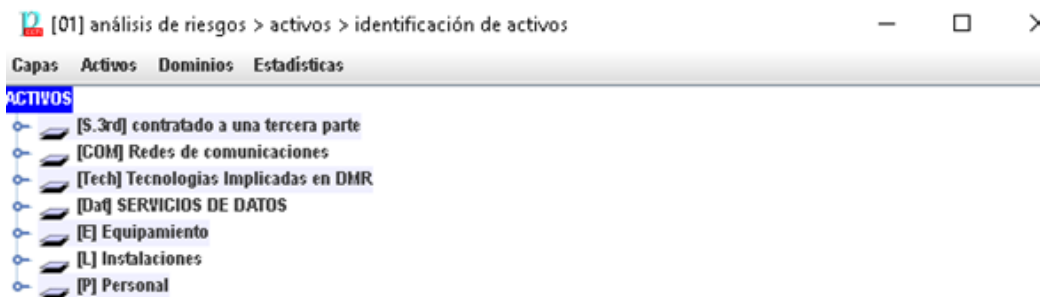 [01] análisis de riesgos > activos > identificación de activos
Capas Activos Dominios Estadísticas
ACTIVOS
[S.3rd] contratado a una tercera parte
[COM] Redes de comunicaciones
[Tech] Tecnologias Implicadas en DMR
[Dat] SERVICIOS DE DATOS
[E] Equipamiento
[L] Instalaciones
[P] Personal